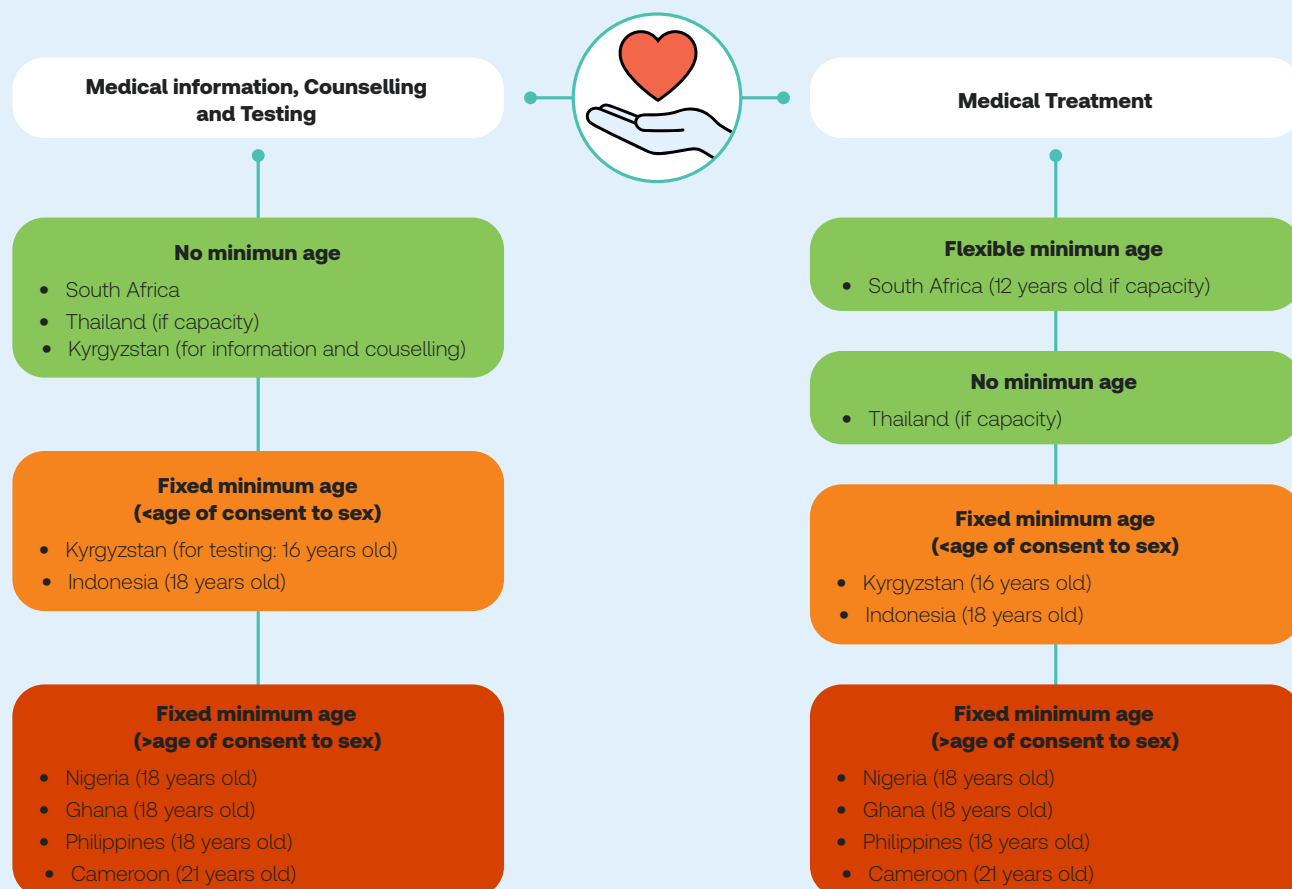 Medical information, Counselling
and Testing
No minimun age
• South Africa
• Thailand (if capacity)
• Kyrgyzstan (for information and couselling)
Fixed minimum age
(<age of consent to sex)
• Kyrgyzstan (for testing: 16 years old)
• Indonesia (18 years old)
Fixed minimum age
(>age of consent to sex)
• Nigeria (18 years old)
• Ghana (18 years old)
• Philippines (18 years old)
• Cameroon (21 years old)
Medical Treatment
Flexible minimun age
• South Africa (12 years old if capacity)
No minimun age
• Thailand (if capacity)
Fixed minimum age
(<age of consent to sex)
• Kyrgyzstan (16 years old)
• Indonesia (18 years old)
Fixed minimum age
(>age of consent to sex)
• Nigeria (18 years old)
• Ghana (18 years old)
• Philippines (18 years old)
• Cameroon (21 years old)